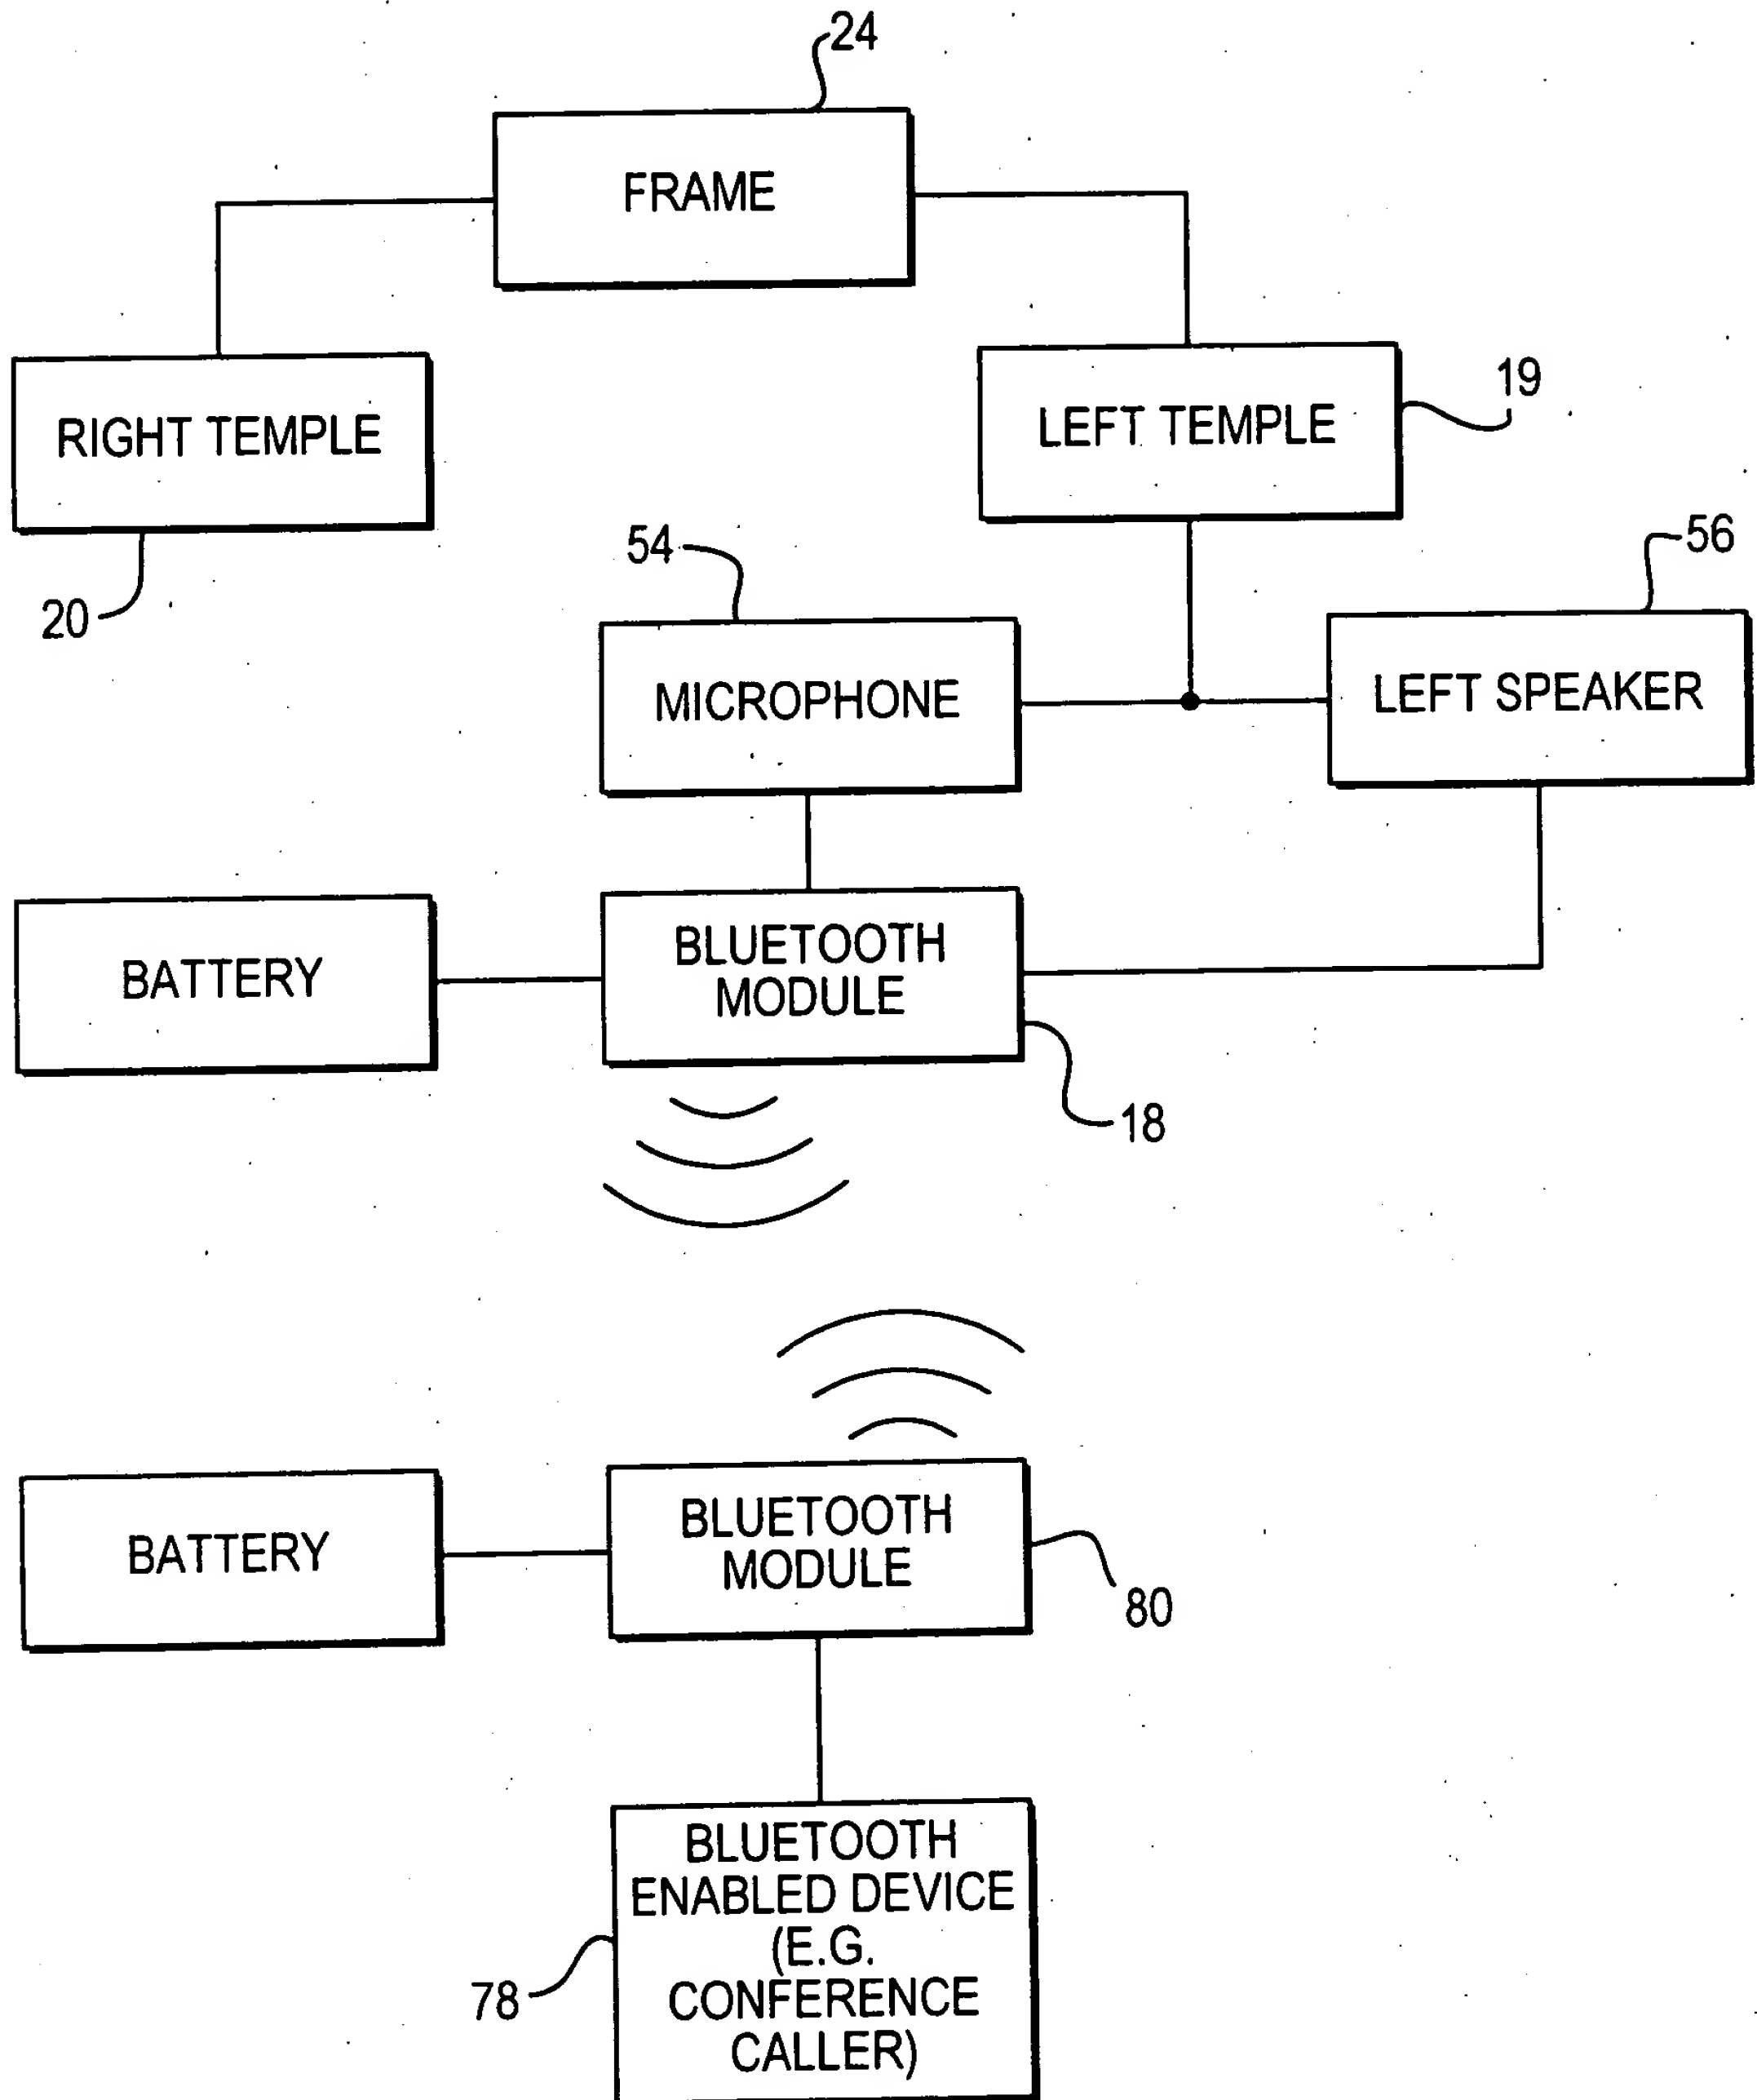 24
FRAME
RIGHT TEMPLE
LEFT TEMPLE
19
20
54
56
MICROPHONE
LEFT SPEAKER
BATTERY
BLUETOOTH
MODULE
18
BATTERY
BLUETOOTH
MODULE
80
BLUETOOTH
ENABLED DEVICE
(E.G.
CONFERENCE
CALLER)
78